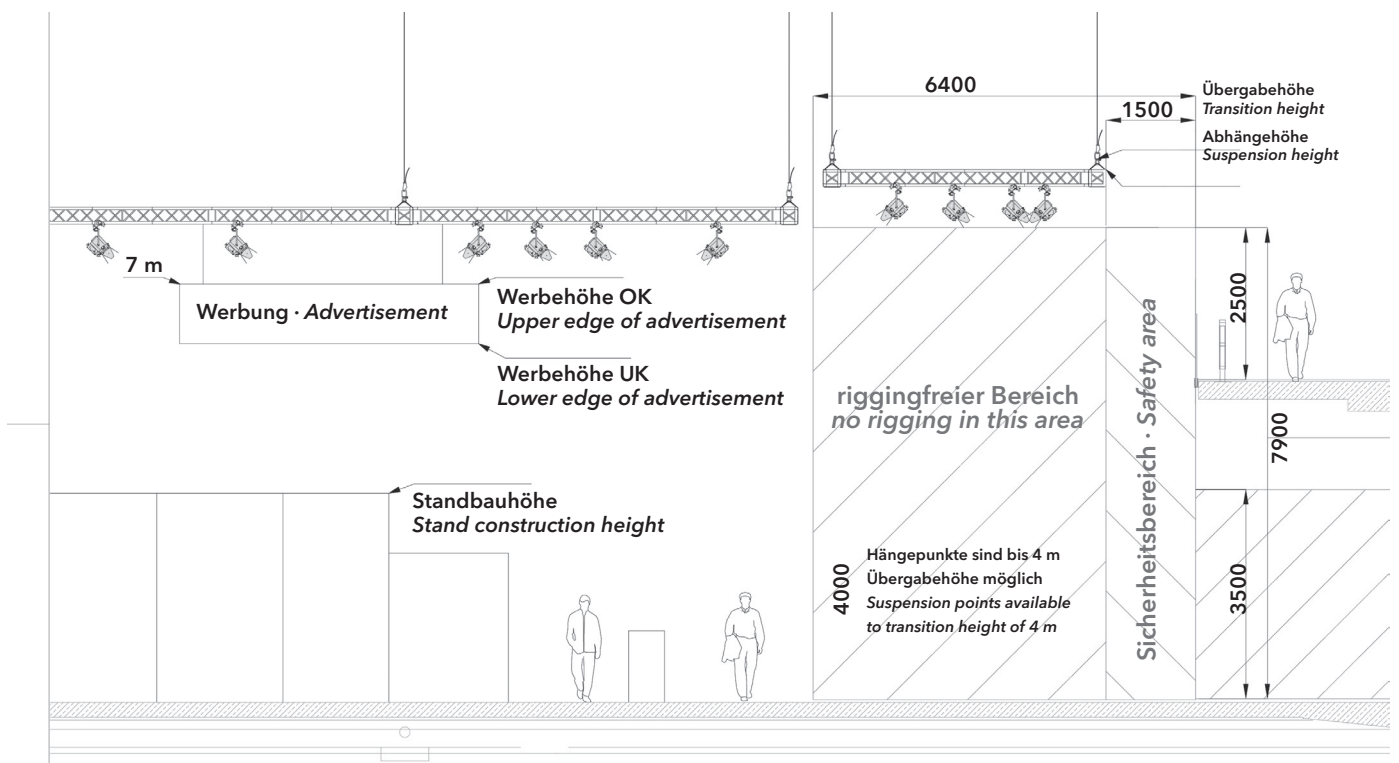 6400
1500
Übergabehöhe
Transition height
Abhängehöhe
Suspension height
7 m
Werbung · Advertisement
Werbehöhe OK
Upper edge of advertisement
Werbehöhe UK
Lower edge of advertisement
2500
riggingfreier Bereich
no rigging in this area
Sicherheitsbereich · Safety area
7900
Standbauhöhe
Stand construction height
4000
Hängepunkte sind bis 4 m
Übergabehöhe möglich
Suspension points available
to transition height of 4 m
3500